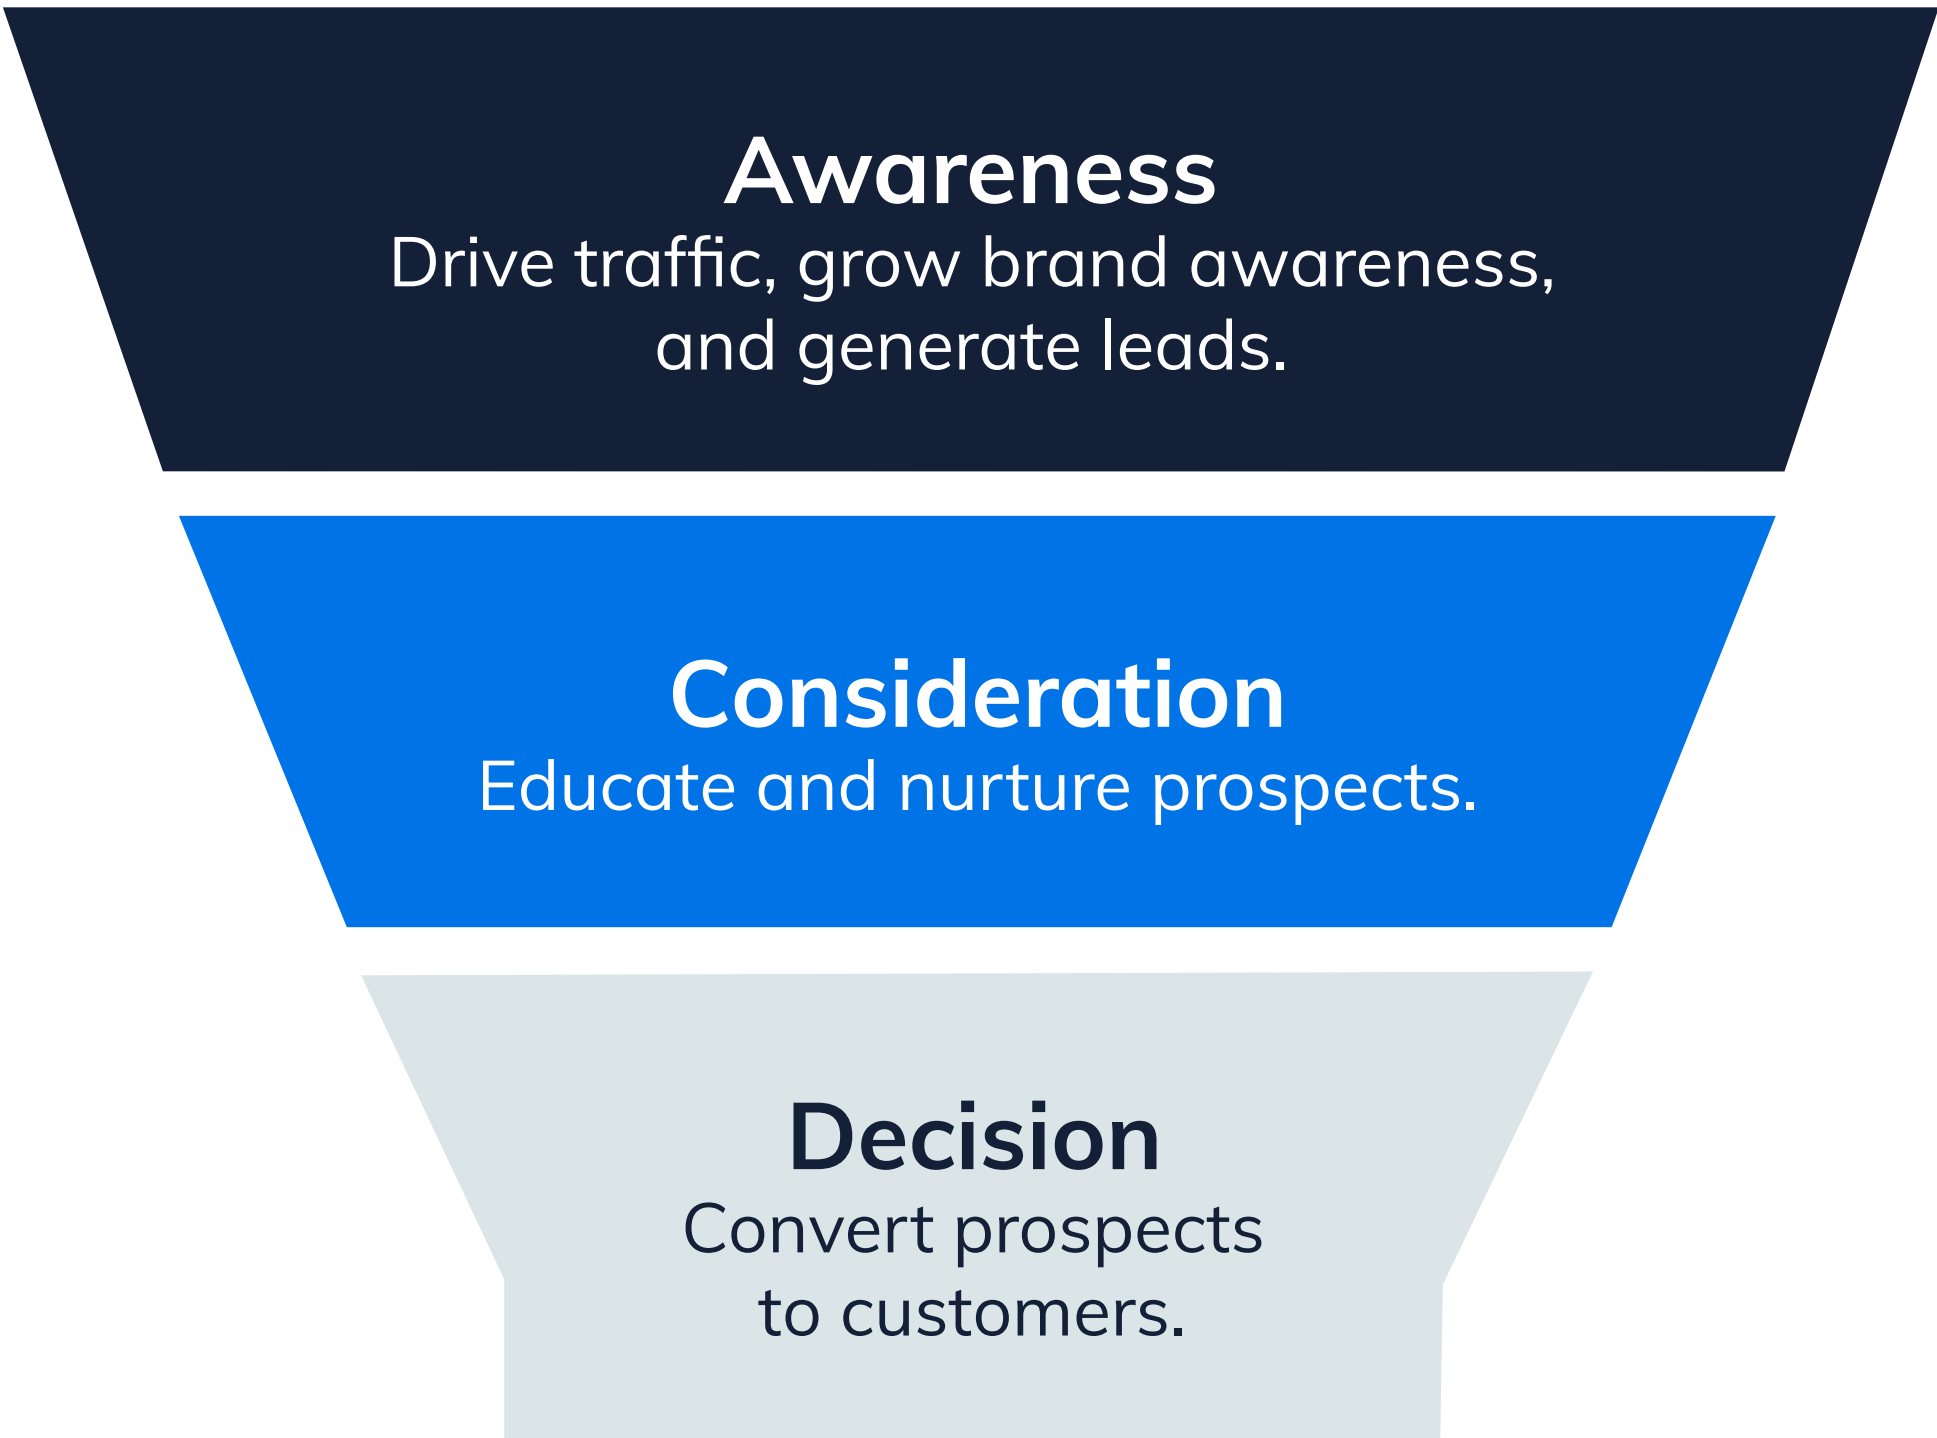 Awareness
Drive traffic, grow brand awareness,
and generate leads.
Consideration
Educate and nurture prospects.
Decision
Convert prospects
to customers.